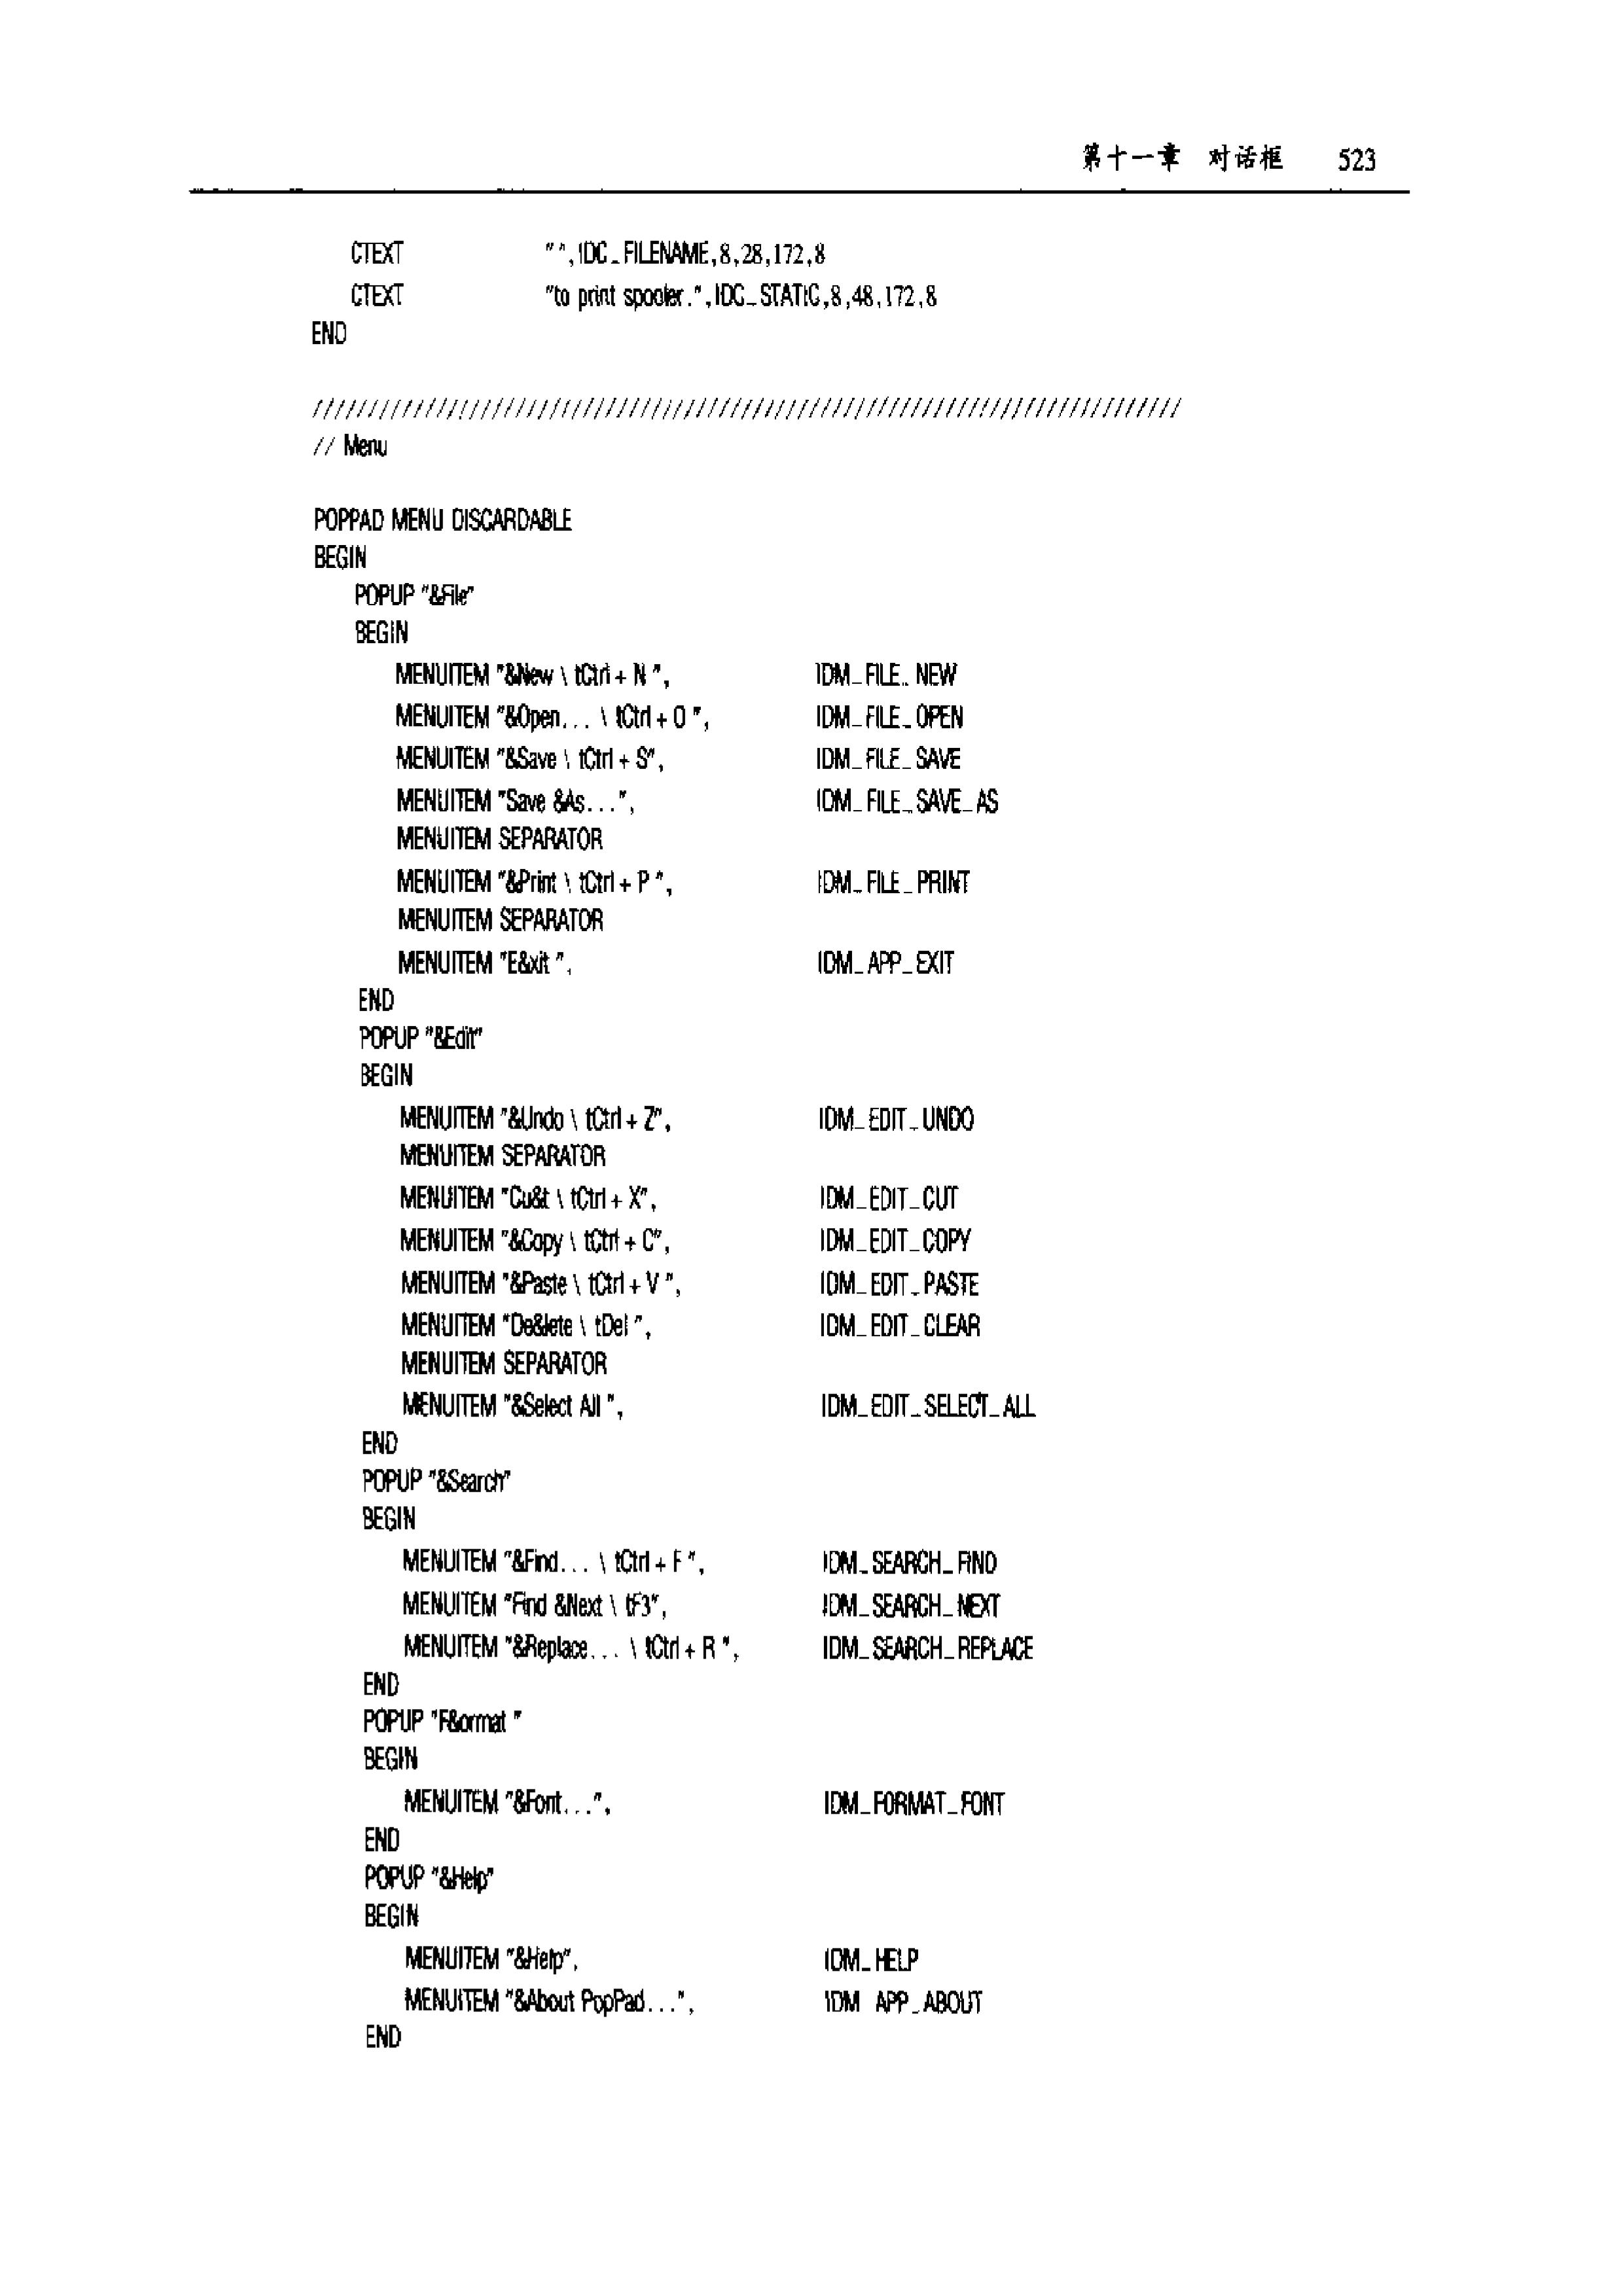 第十一章 对话框 523
CTEXT "",IDC_FILENAME,8,28,172,8
CTEXT "to print spooler.",IDC_STATIC,8,48,172,8
END
//////////////////////////////////////////////////////////////////////////////
// Menu
POPPAD MENU DISCARDABLE
BEGIN
POPUP "&File"
BEGIN
MENUITEM "&New \ tCtrl + N ", IDM_FILE_NEW
MENUITEM "&Open... \ tCtrl + O ", IDM_FILE_OPEN
MENUITEM "&Save \ tCtrl + S", IDM_FILE_SAVE
MENUITEM "Save &As...", IDM_FILE_SAVE_AS
MENUITEM SEPARATOR
MENUITEM "&Print \ tCtrl + P ", IDM_FILE_PRINT
MENUITEM SEPARATOR
MENUITEM "E&xit ", IDM_APP_EXIT
END
POPUP "&Edit"
BEGIN
MENUITEM "&Undo \ tCtrl + Z", IDM_EDIT_UNDO
MENUITEM SEPARATOR
MENUITEM "Cu&t \ tCtrl + X", IDM_EDIT_CUT
MENUITEM "&Copy \ tCtrl + C", IDM_EDIT_COPY
MENUITEM "&Paste \ tCtrl + V ", IDM_EDIT_PASTE
MENUITEM "De&lete \ tDel ", IDM_EDIT_CLEAR
MENUITEM SEPARATOR
MENUITEM "&Select All ", IDM_EDIT_SELECT_ALL
END
POPUP "&Search"
BEGIN
MENUITEM "&Find... \ tCtrl + F ", IDM_SEARCH_FIND
MENUITEM "Find &Next \ tF3", IDM_SEARCH_NEXT
MENUITEM "&Replace... \ tCtrl + R ", IDM_SEARCH_REPLACE
END
POPUP "F&ormat "
BEGIN
MENUITEM "&Font...", IDM_FORMAT_FONT
END
POPUP "&Help"
BEGIN
MENUITEM "&Help", IDM_HELP
MENUITEM "&About PopPad...", IDM APP_ABOUT
END